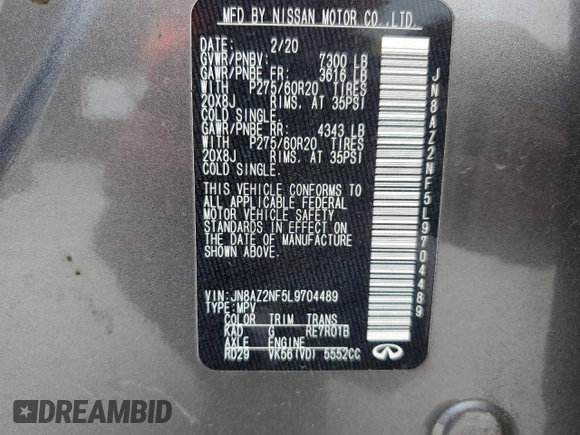 MFD BY NISSAN MOTOR CO.,LTD.
DATE: 2/20
GVWR/PNBV: 7300 LB
GAWR/PNBE FR: 3616 LB
WITH P275/60R20 TIRES
20X8J RIMS, AT 35PSI
COLD SINGLE.
GAWR/PNBE RR: 4343 LB
WITH P275/60R20 TIRES
20X8J RIMS, AT 35PSI
COLD SINGLE.
THIS VEHICLE CONFORMS TO
ALL APPLICABLE FEDERAL
MOTOR VEHICLE SAFETY
STANDARDS IN EFFECT ON
THE DATE OF MANUFACTURE
SHOWN ABOVE.
VIN: JN8AZ2NF5L9704489
TYPE: MPV
COLOR TRIM TRANS
KAD G RE7R01B
AXLE ENGINE
RD29 VK56(VD) 5552CC
JN8AZ2NF5L9704489
DREAMBID